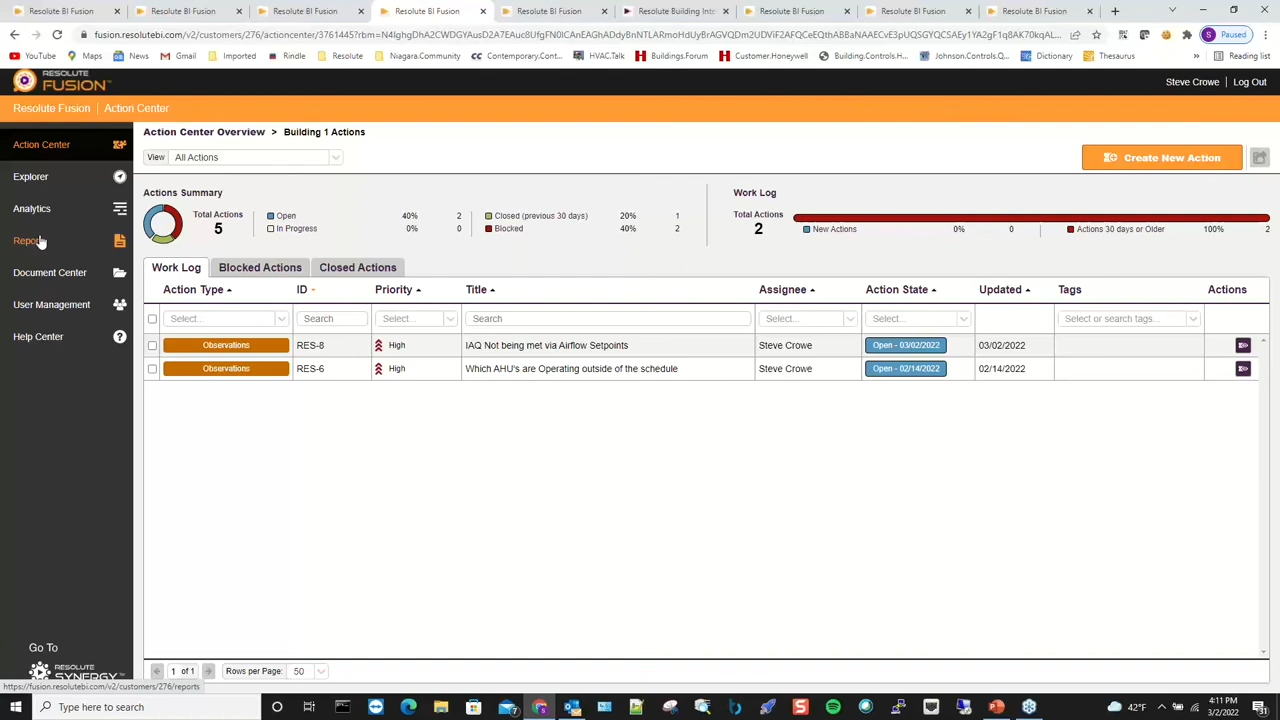 Resolute BI Fusion
Resolute BI Fusion
Resolute BI Fusion
Resolute BI Fusion
Resolute BI Fusion
Resolute Building Inte
Resolute BI Fusion
Resolute BI Fusion
Resolute BI Fusion
S Paused
YouTube Maps News Gmail Imported Rindle Resolute Niagara.Community Contemporary.Cont... HVAC.Talk Buildings.Forum Customer.Honeywell Building.Controls.H... Johnson.Controls.Q... Dictionary Thesaurus » Reading list
RESOLUTE
FUSION
Steve Crowe | Log Out
Resolute Fusion | Action Center
Action Center
Explorer
Analytics
Reports
Document Center
User Management
Help Center
Go To
RESOLUTE
SYNERGY
https://fusion.resolutebi.com/v2/customers/276/reports
Action Center Overview > Building 1 Actions
View All Actions
Create New Action
Actions Summary
Total Actions
5
Open 40% 2
In Progress 0% 0
Closed (previous 30 days) 20% 1
Blocked 40% 2
Work Log
Total Actions
2
New Actions 0% 0
Actions 30 days or Older 100% 2
Work Log Blocked Actions Closed Actions
Action Type ID Priority Title Assignee Action State Updated Tags Actions
Select... Search Select... Search Select... Select... Select or search tags...
Observations RES-8 High IAQ Not being met via Airflow Setpoints Steve Crowe Open - 03/02/2022 03/02/2022
Observations RES-6 High Which AHU's are Operating outside of the schedule Steve Crowe Open - 02/14/2022 02/14/2022
1 of 1 Rows per Page: 50
Type here to search
7
42°F
4:11 PM
3/2/2022